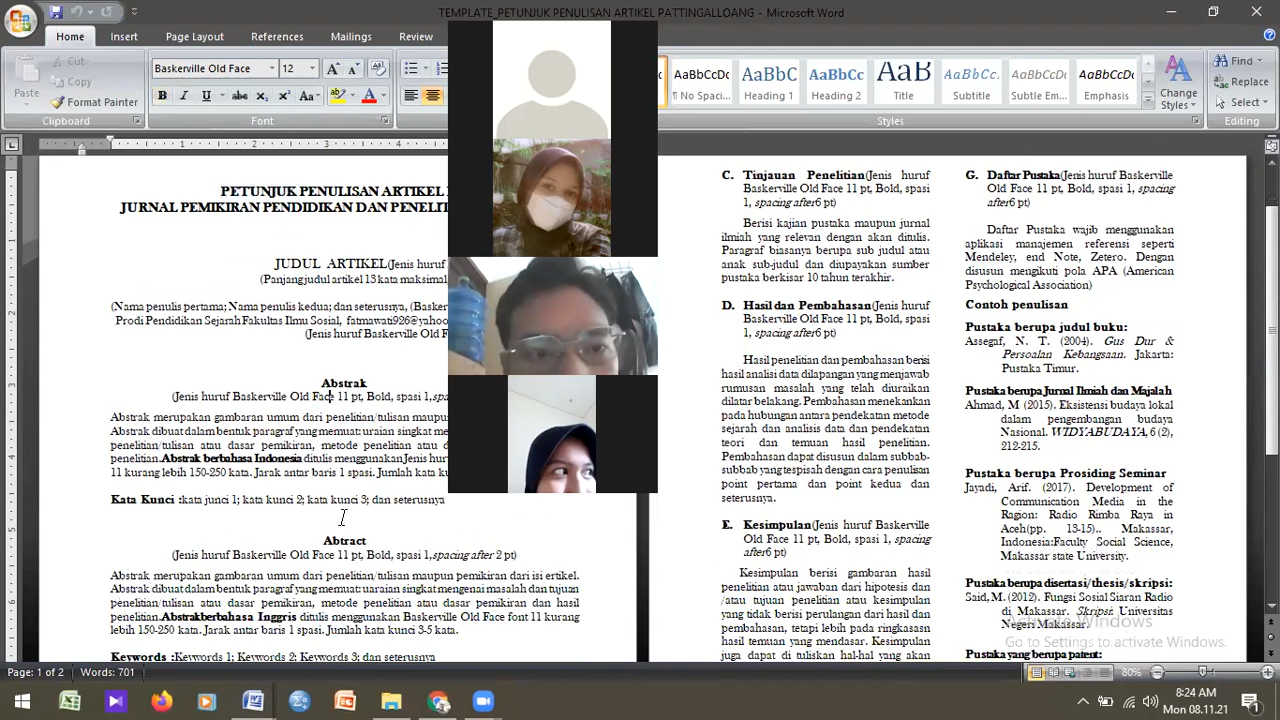 TEMPLATE_PETUNJUK PENULISAN ARTIKEL PATTINGALLOANG - Microsoft Word
Home Insert Page Layout References Mailings Review
Paste
Cut
Copy
Format Painter
Clipboard
Baskerville Old Face 12
Font
AaBbCcDc AaBbC AaBbCc AaB AaBbCc. AaBbCcDc AaBbCcDc
¶ No Spaci... Heading 1 Heading 2 Title Subtitle Subtle Em... Emphasis
Change Styles
Styles
Replace
Select
Editing
PETUNJUK PENULISAN ARTIKEL
JURNAL PEMIKIRAN PENDIDIKAN DAN PENELIT
JUDUL ARTIKEL(Jenis huruf
(Panjang judul artikel 13 kata maksimal
(Nama penulis pertama; Nama penulis kedua; dan seterusnya, (Baskerv
Prodi Pendidikan Sejarah Fakultas Ilmu Sosial, fatmawati926@yahoo
(Jenis huruf Baskerville Old F
Abstrak
(Jenis huruf Baskerville Old Face 11 pt, Bold, spasi 1,spa
Abstrak merupakan gambaran umum dari penelitian/tulisan maupu
Abstrak dibuat dalam bentuk paragraf yang memuat: uraian singkat me
penelitian/tulisan atau dasar pemikiran, metode penelitian
penelitian.Abstrak berbahasa Indonesia ditulis menggunakan Jenis hur
11 kurang lebih 150-250 kata. Jarak antar baris 1 spasi. Jumlah kata ku
Kata Kunci :kata junci 1; kata kunci 2; kata kunci 3; dan seterusnya
Abtract
(Jenis huruf Baskerville Old Face 11 pt, Bold, spasi 1,spacing after 2 pt)
Abstrak merupakan gambaran umum dari penelitian/tulisan maupun pemikiran dari isi ertikel.
Abstrak dibuat dalam bentuk paragraf yang memuat: uaraian singkat mengenai masalah dan tujuan
penelitian/tulisan atau dasar pemikiran, metode penelitian atau dasar pemikiran dan hasil
penelitian.Abstrakberbahasa Inggris ditulis menggunakan Baskerville Old Face font 11 kurang
lebih 150-250 kata. Jarak antar baris 1 spasi. Jumlah kata kunci 3-5 kata.
Keywords :Keywords 1; Keywords 2; Keywords 3; dan seterusnya
C. Tinjauan Penelitian(Jenis huruf
Baskerville Old Face 11 pt, Bold, spasi
1, spacing after6 pt)
Berisi kajian pustaka maupun jurnal
ilmiah yang relevan dengan akan ditulis.
Paragraf biasanya berupa sub judul atau
anak sub-judul dan diupayakan sumber
pustaka berkisar 10 tahun terakhir.
D. Hasil dan Pembahasan(Jenis huruf
Baskerville Old Face 11 pt, Bold, spasi
1, spacing after6 pt)
Hasil penelitian dan pembahasan berisi
hasil analisis data dilapangan yang menjawab
rumusan masalah yang telah diuraikan
dilatar belakang. Pembahasan menekankan
pada hubungan antara pendekatan metode
sejarah dan analisis data dan pendekatan
teori dan temuan hasil penelitian.
Pembahasan dapat disusun dalam subbab-
subbab yang tespisah dengan cara penulisan
point pertama dan point kedua dan
seterusnya.
E. Kesimpulan(Jenis huruf Baskerville
Old Face 11 pt, Bold, spasi 1, spacing
after6 pt)
Kesimpulan berisi gambaran hasil
penelitian atau jawaban dari hipotesis dan
/atau tujuan penelitian atau kesimpulan
yang tidak berisi perulangan dari hasil dan
pembahasan, tetapi lebih pada ringkasasn
hasil temuan yang mendasar. Kesimpulan
juga dapat di tuliskan hal-hal yang akan
G. Daftar Pustaka(Jenis huruf Baskerville
Old Face 11 pt, Bold, spasi 1, spacing
after6 pt)
Daftar Pustaka wajib menggunakan
aplikasi manajemen referensi seperti
Mendeley, end Note, Zetero. Dengan
disusun mengikuti pola APA (American
Psychological Association)
Contoh penulisan
Pustaka berupa judul buku:
Assegaf, N. T. (2004). Gus Dur &
Persoalan Kebangsaan. Jakarta:
Pustaka Timur.
Pustaka berupa Jurnal Ilmiah dan Majalah
Ahmad, M (2015). Eksistensi budaya lokal
dalam pengembangan budaya
Nasional. WIDYABUDAYA, 6 (2),
212-215.
Pustaka berupa Prosiding Seminar
Jayadi, Arif. (2017). Development of
Communication Media in the
Ragion: Radio Rimba Raya in
Aceh(pp. 13-15).. Makassar,
Indonesia:Faculty Social Science,
Makassar state University.
Pustaka berupa disertasi/thesis/skripsi:
Said, M. (2012). Fungsi Sosial Siaran Radio
di Makassar. Skripsi. Universitas
Negeri Makassar.
Pustaka yang berupa patent:
Activate Windows
Go to Settings to activate Windows.
Page: 1 of 2 Words: 701 80%
8:24 AM
Mon 08.11.21